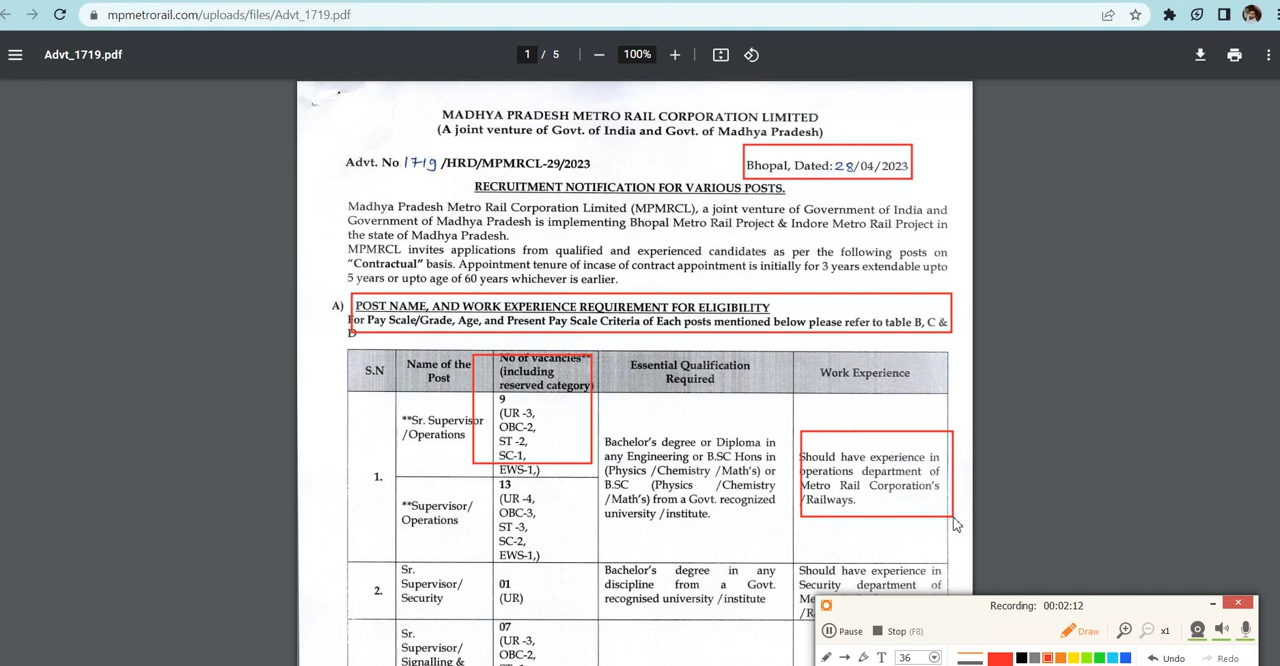 mpmetrorail.com/uploads/files/Advt_1719.pdf
Advt_1719.pdf
1 / 5
100%
MADHYA PRADESH METRO RAIL CORPORATION LIMITED
(A joint venture of Govt. of India and Govt. of Madhya Pradesh)
Advt. No 1719 /HRD/MPMRCL-29/2023
Bhopal, Dated: 28/04/2023
RECRUITMENT NOTIFICATION FOR VARIOUS POSTS.
Madhya Pradesh Metro Rail Corporation Limited (MPMRCL), a joint venture of Government of India and
Government of Madhya Pradesh is implementing Bhopal Metro Rail Project & Indore Metro Rail Project in
the state of Madhya Pradesh.
MPMRCL invites applications from qualified and experienced candidates as per the following posts on
“Contractual” basis. Appointment tenure of incase of contract appointment is initially for 3 years extendable upto
5 years or upto age of 60 years whichever is earlier.
A) POST NAME, AND WORK EXPERIENCE REQUIREMENT FOR ELIGIBILITY
For Pay Scale/Grade, Age, and Present Pay Scale Criteria of Each posts mentioned below please refer to table B, C &
D
S.N
Name of the
Post
No of vacancies**
(including
reserved category)
Essential Qualification
Required
Work Experience
1.
**Sr. Supervisor
/Operations
9
(UR -3,
OBC-2,
ST -2,
SC-1,
EWS-1,)
**Supervisor/
Operations
13
(UR -4,
OBC-3,
ST -3,
SC-2,
EWS-1,)
Bachelor's degree or Diploma in
any Engineering or B.SC Hons in
(Physics /Chemistry /Math's) or
B.SC (Physics /Chemistry
/Math's) from a Govt. recognized
university /institute.
Should have experience in
operations department of
Metro Rail Corporation's
/Railways.
2.
Sr.
Supervisor/
Security
01
(UR)
Bachelor's degree in any
discipline from a Govt.
recognised university /institute
Should have experience in
Security department of
Sr.
Supervisor/
Signalling &
07
(UR -3,
OBC-2,
Recording: 00:02:12
Pause
Stop (F8)
Draw
x1
T
36
Undo
Redo